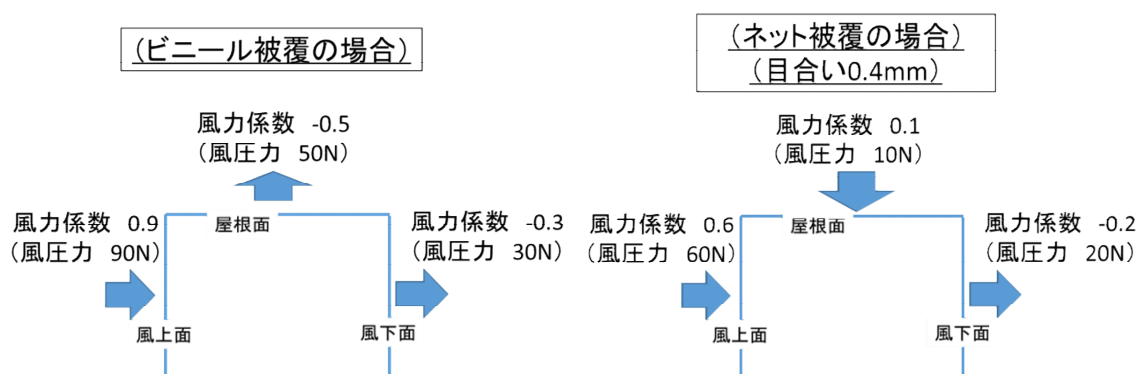 (ビニール被覆の場合)
風力係数 -0.5
(風圧力 50N)
風力係数 0.9
(風圧力 90N)
屋根面
風力係数 -0.3
(風圧力 30N)
風上面
風下面
(ネット被覆の場合)
(目合い0.4mm)
風力係数 0.1
(風圧力 10N)
風力係数 0.6
(風圧力 60N)
屋根面
風力係数 -0.2
(風圧力 20N)
風上面
風下面